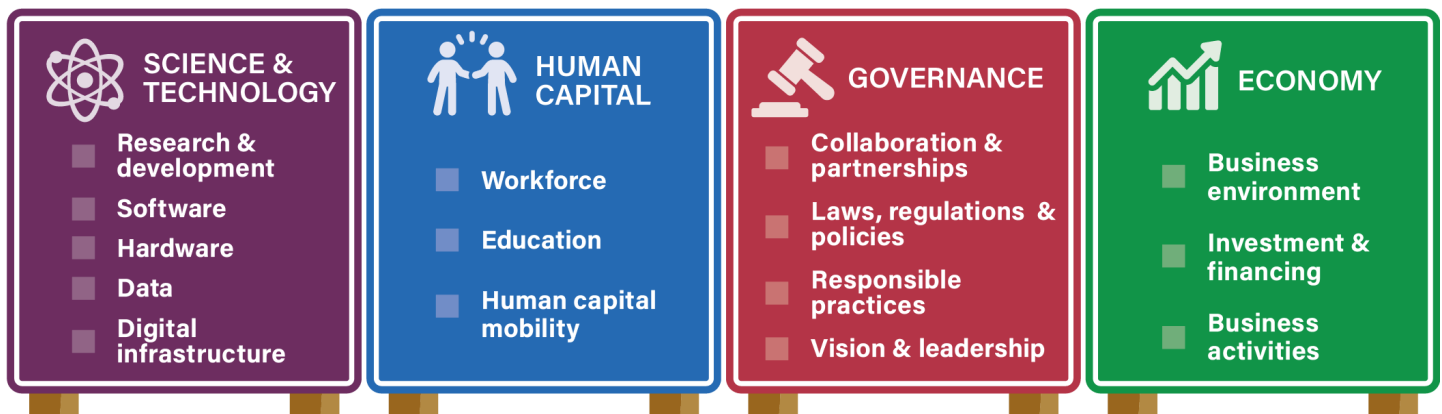 SCIENCE &
TECHNOLOGY
Research &
development
Software
Hardware
Data
Digital
infrastructure
HUMAN
CAPITAL
Workforce
Education
Human capital
mobility
GOVERNANCE
Collaboration &
partnerships
Laws, regulations &
policies
Responsible
practices
Vision & leadership
ECONOMY
Business
environment
Investment &
financing
Business
activities